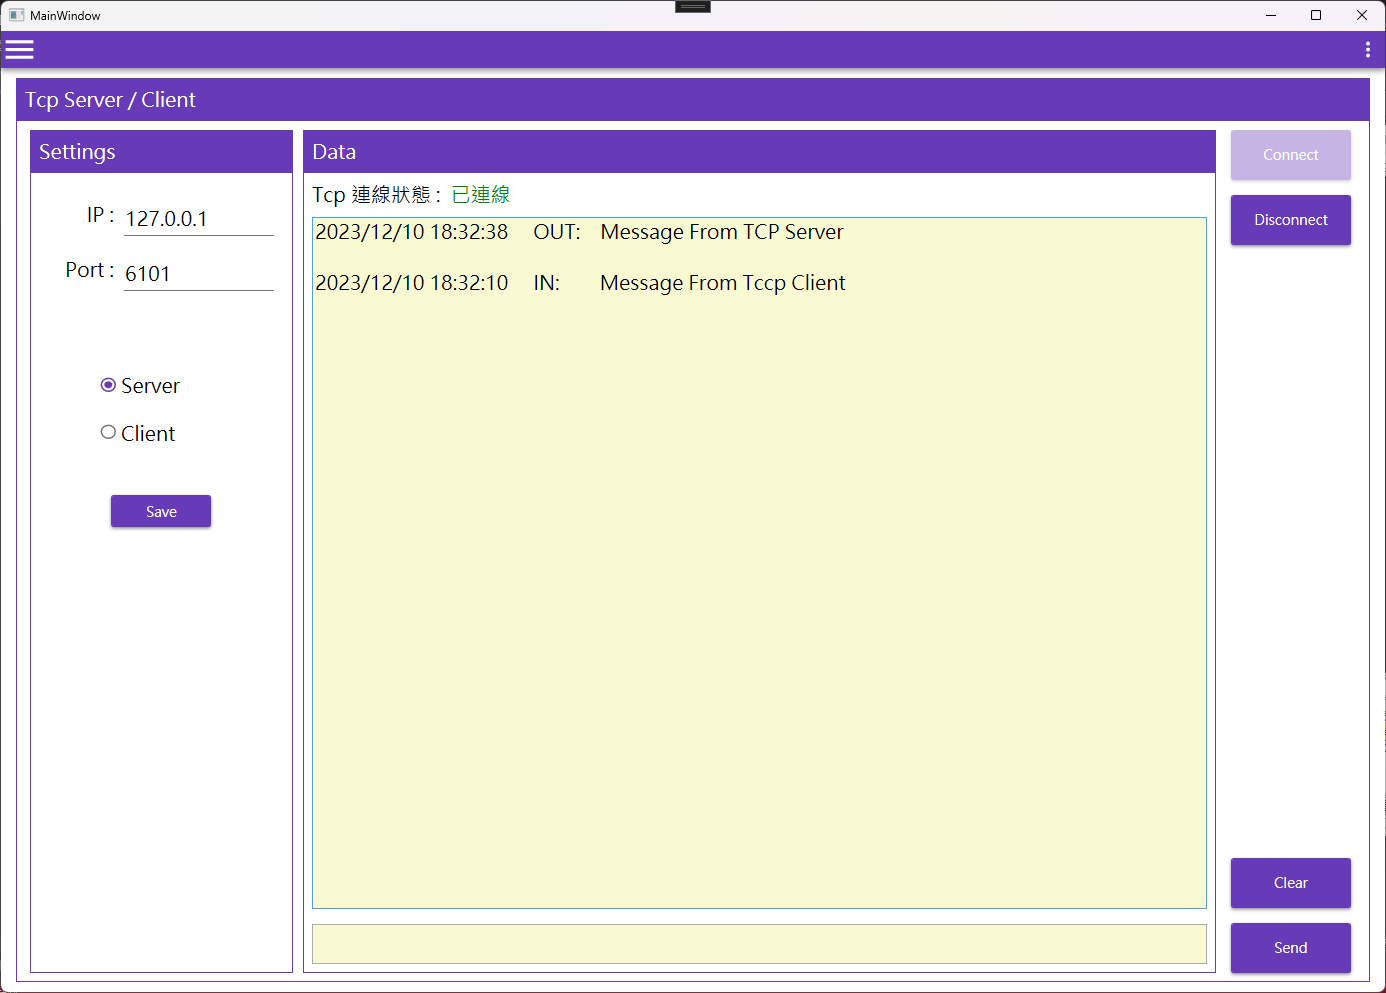 MainWindow
Tcp Server / Client
Settings
IP : 127.0.0.1
Port : 6101
Server
Client
Save
Data
Tcp 連線狀態 : 已連線
2023/12/10 18:32:38 OUT: Message From TCP Server
2023/12/10 18:32:10 IN: Message From Tccp Client
Connect
Disconnect
Clear
Send